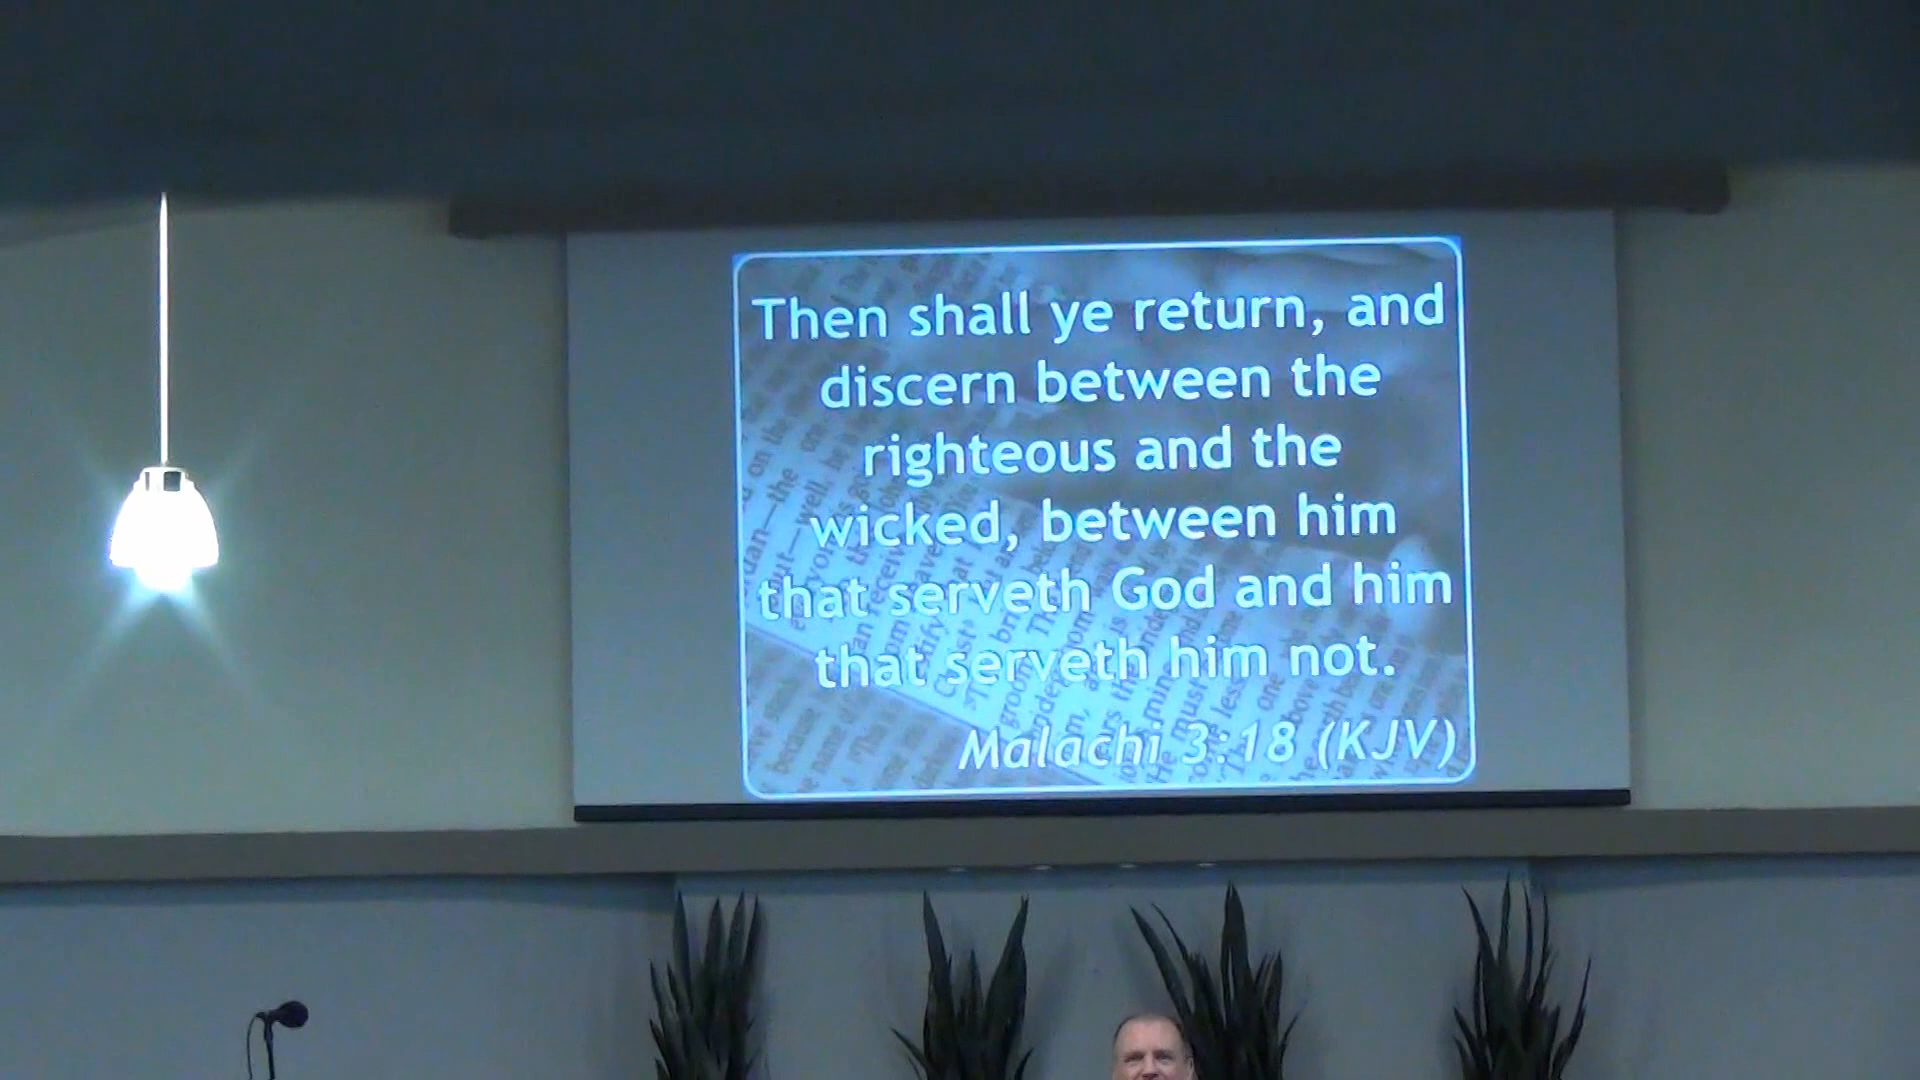 Then shall ye return, and
discern between the
righteous and the
wicked, between him
that serveth God and him
that serveth him not.
Malachi 3:18 (KJV)